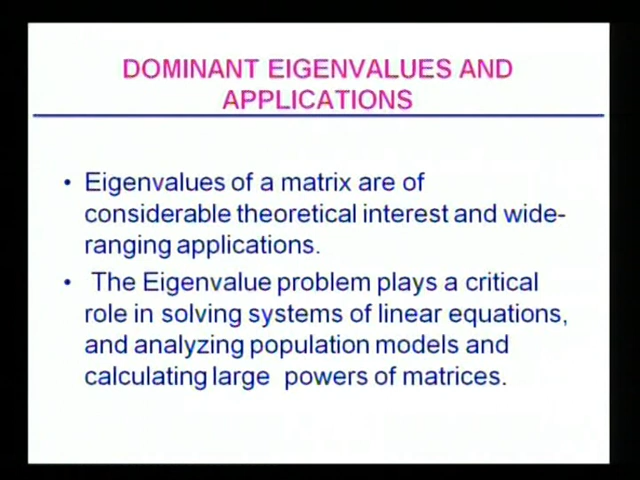 DOMINANT EIGENVALUES AND
APPLICATIONS
• Eigenvalues of a matrix are of
considerable theoretical interest and wide-
ranging applications.
• The Eigenvalue problem plays a critical
role in solving systems of linear equations,
and analyzing population models and
calculating large powers of matrices.